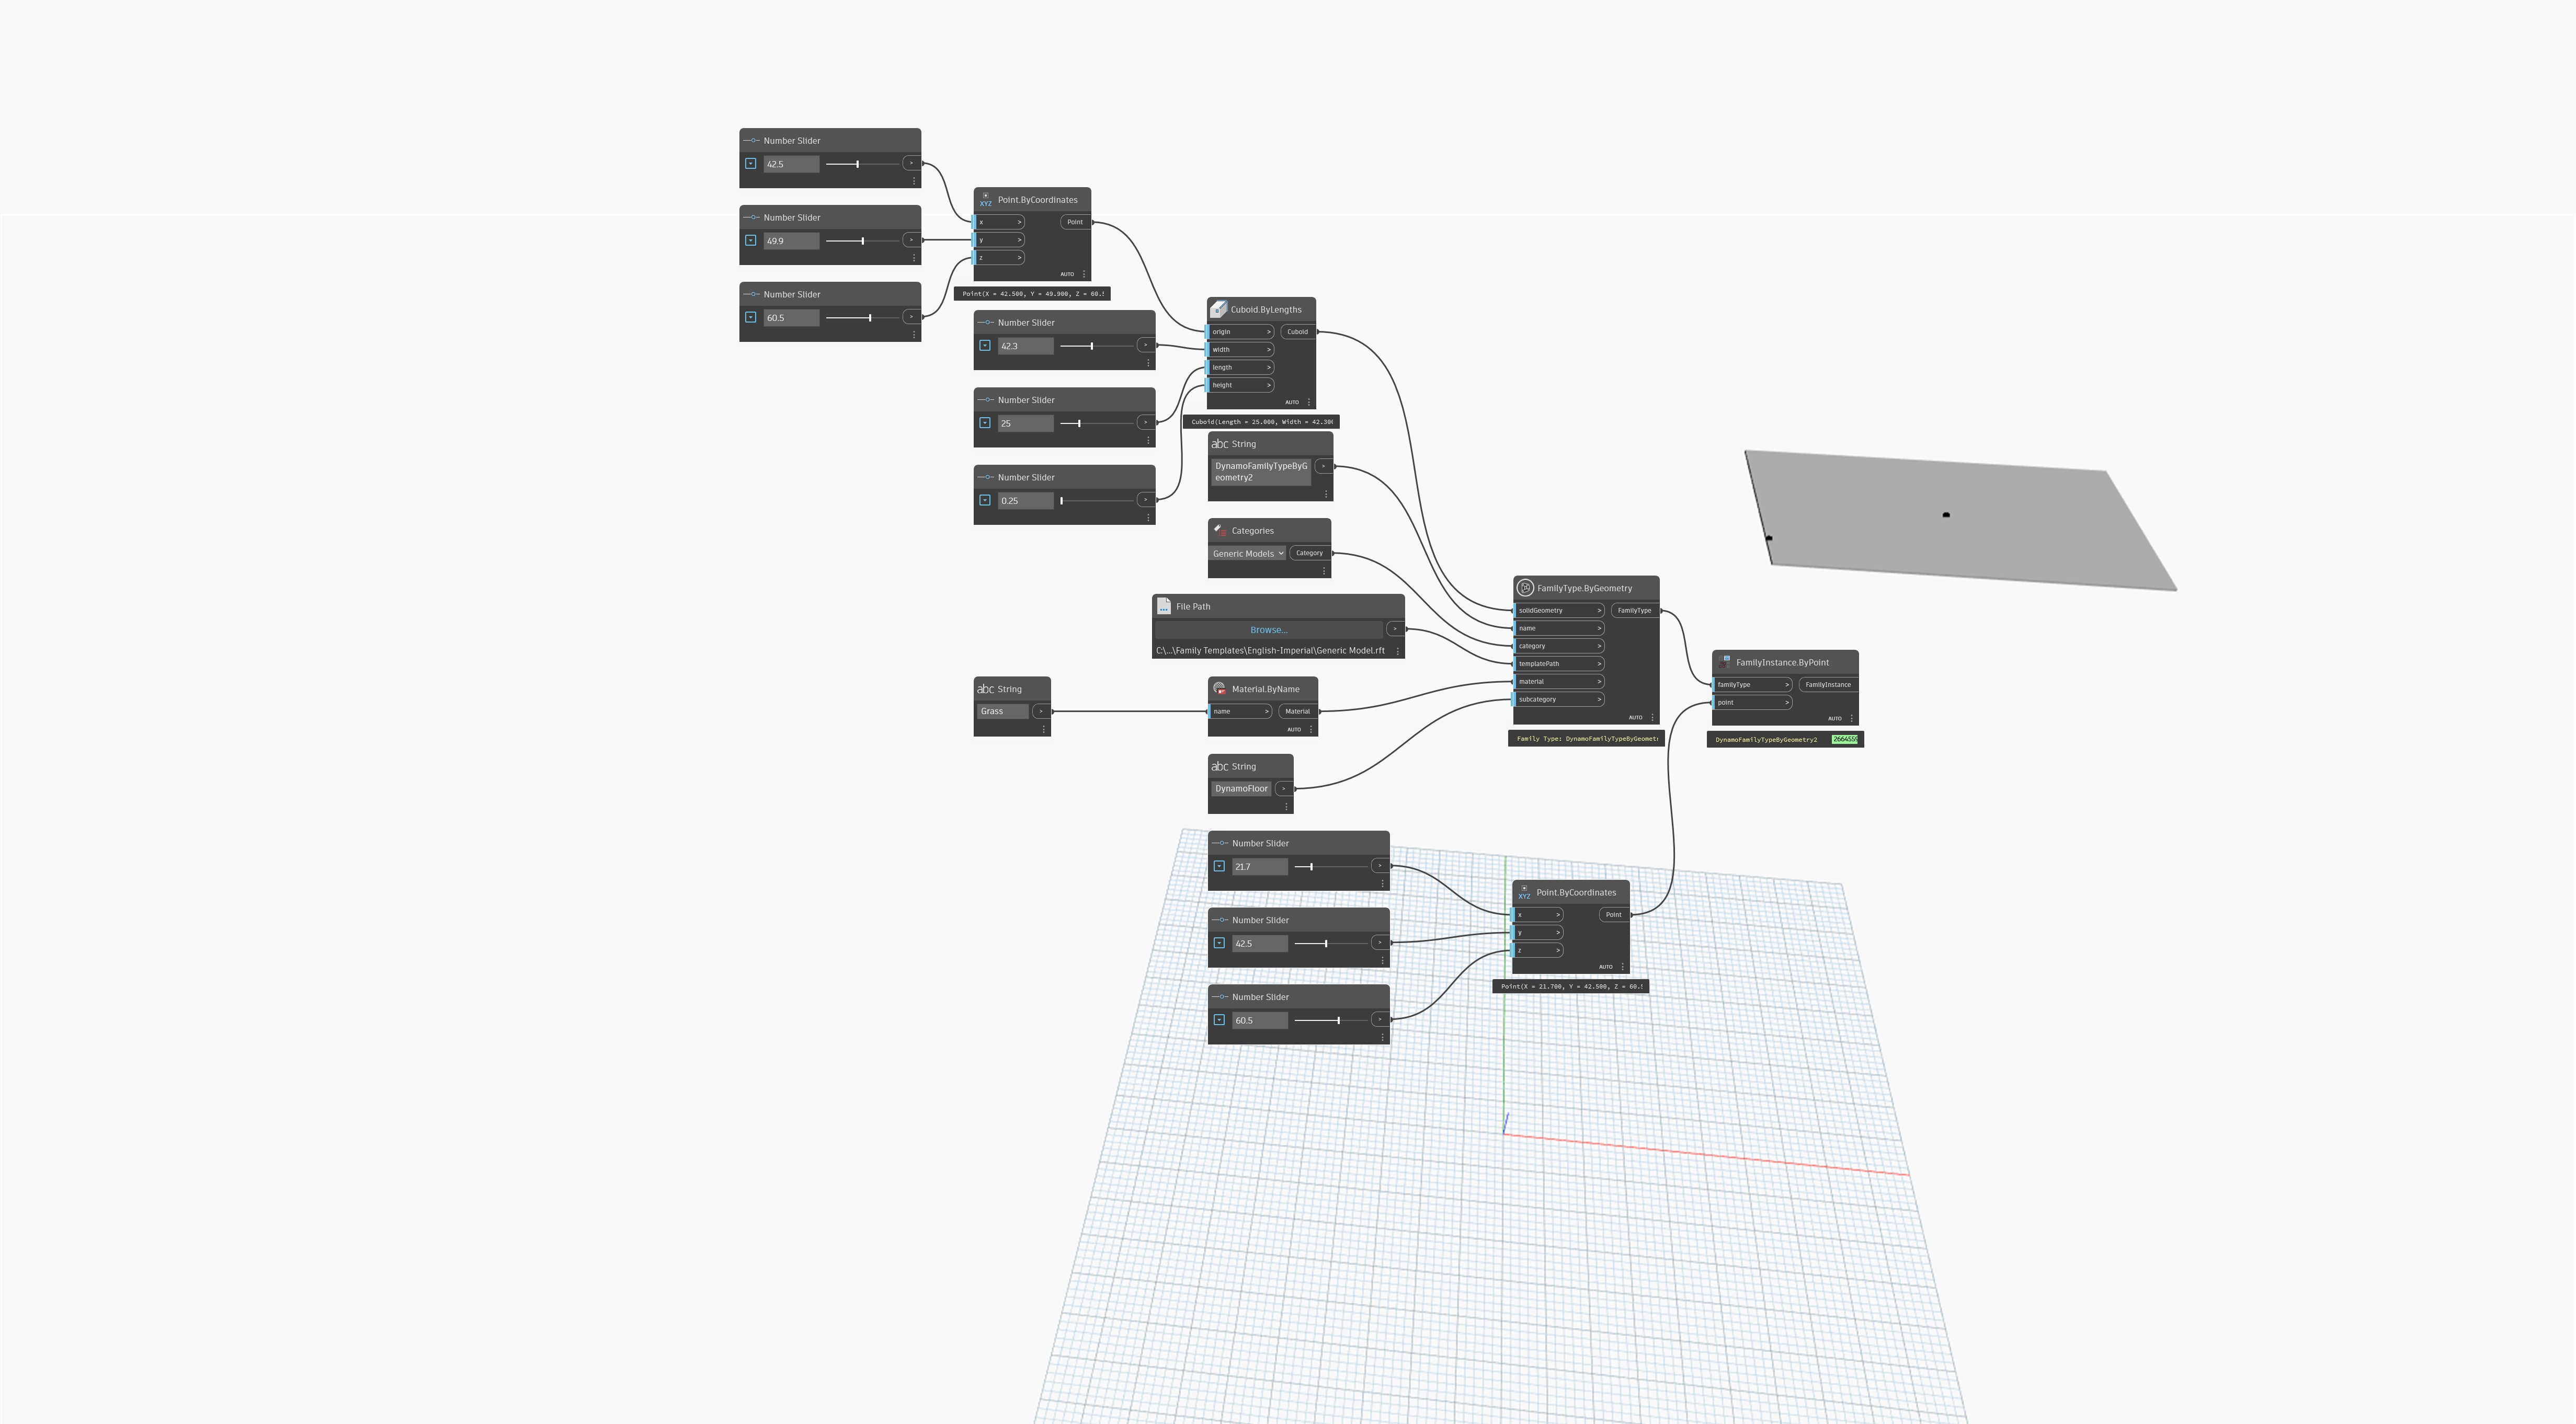 Number Slider
42.5
>
Number Slider
49.9
>
Number Slider
60.5
>
XYZ Point.ByCoordinates
x > Point
y >
z >
AUTO
Point(X = 42.500, Y = 49.900, Z = 60.
Number Slider
42.3
>
Number Slider
25
>
Number Slider
0.25
>
Cuboid.ByLengths
origin > Cuboid
width >
length >
height >
AUTO
Cuboid(Length = 25.000, Width = 42.30
abc String
DynamoFamilyTypeByG
eometry2
>
Categories
Generic Models Category
File Path
Browse... >
C:\...\Family Templates\English-Imperial\Generic Model.rft
abc String
Grass >
Material.ByName
name > Material
AUTO
abc String
DynamoFloor >
FamilyType.ByGeometry
solidGeometry > FamilyType
name >
category >
templatePath >
material >
subcategory >
AUTO
Family Type: DynamoFamilyTypeByGeomet
FamilyInstance.ByPoint
familyType > FamilyInstance
point >
AUTO
DynamoFamilyTypeByGeometry2
Number Slider
21.7
>
Number Slider
42.5
>
Number Slider
60.5
>
XYZ Point.ByCoordinates
x > Point
y >
z >
AUTO
Point(X = 21.700, Y = 42.500, Z = 60.